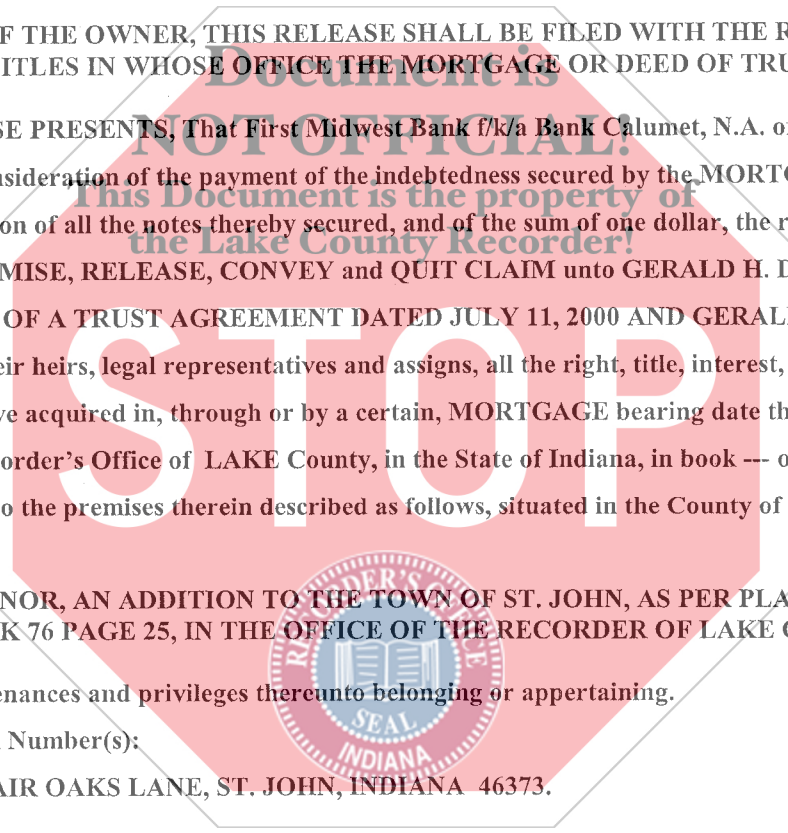 F THE OWNER, THIS RELEASE SHALL BE FILED WITH THE R
ITLES IN WHOSE OFFICE THE MORTGAGE OR DEED OF TRU
Document is
SE PRESENTS, That First Midwest Bank f/k/a Bank Calumet, N.A. o
NOT OFFICIAL!
nsideration of the payment of the indebtedness secured by the MORTG
This Document is the property of
on of all the notes thereby secured, and of the sum of one dollar, the r
the Lake County Recorder!
MISE, RELEASE, CONVEY and QUIT CLAIM unto GERALD H. D
OF A TRUST AGREEMENT DATED JULY 11, 2000 AND GERAL
eir heirs, legal representatives and assigns, all the right, title, interest,
ve acquired in, through or by a certain, MORTGAGE bearing date th
STOP
order's Office of LAKE County, in the State of Indiana, in book --- o
o the premises therein described as follows, situated in the County of
NOR, AN ADDITION TO THE TOWN OF ST. JOHN, AS PER PLA
K 76 PAGE 25, IN THE OFFICE OF THE RECORDER OF LAKE C
RECORDER'S OFFICE
enances and privileges thereunto belonging or appertaining.
SEAL
Number(s):
INDIANA
AIR OAKS LANE, ST. JOHN, INDIANA 46373.